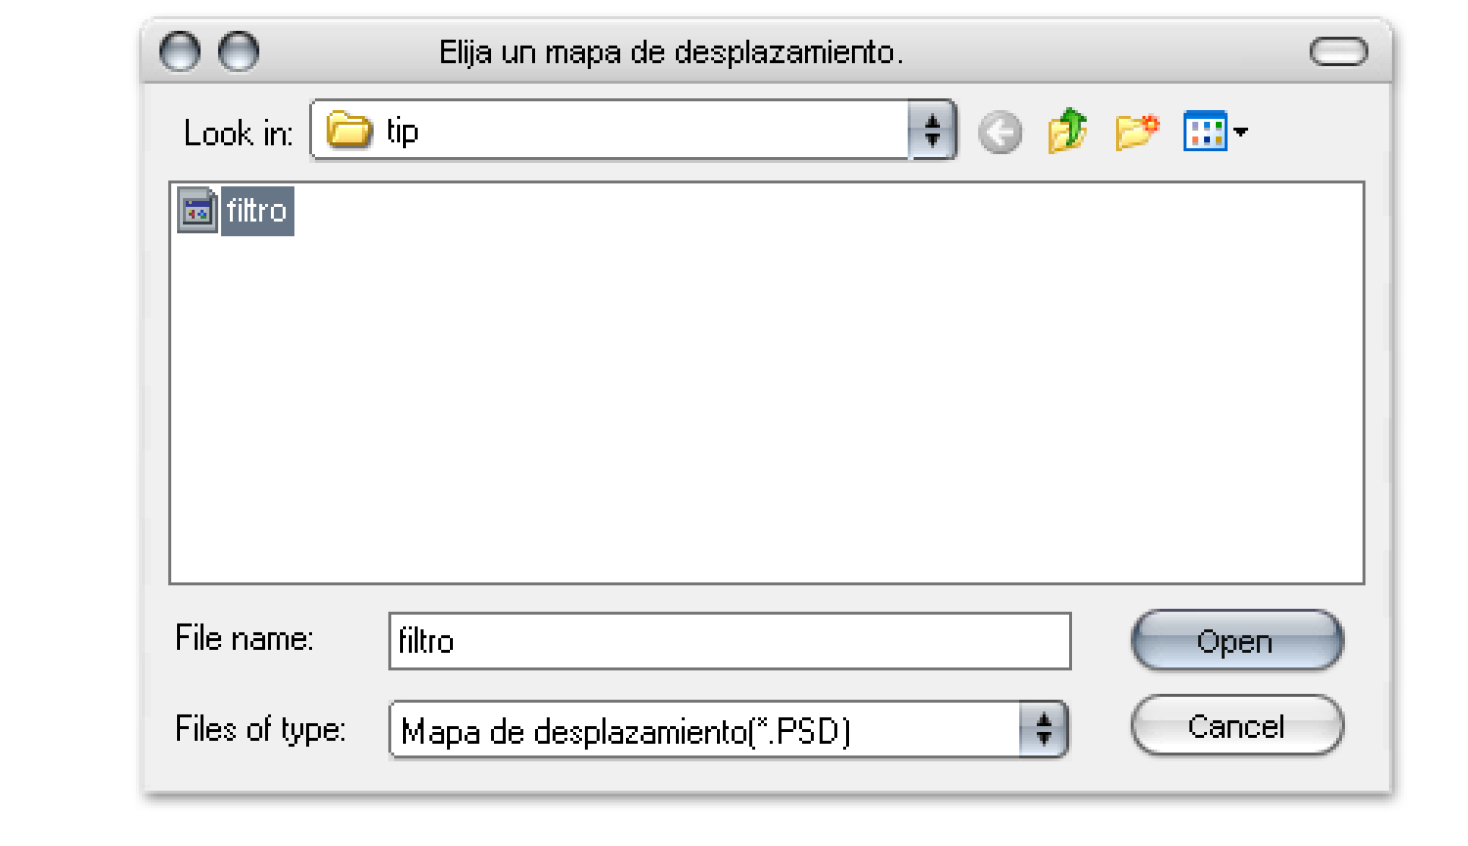 Elija un mapa de desplazamiento.
Look in: tip
filtro
File name: filtro Open
Files of type: Mapa de desplazamiento(*.PSD) Cancel